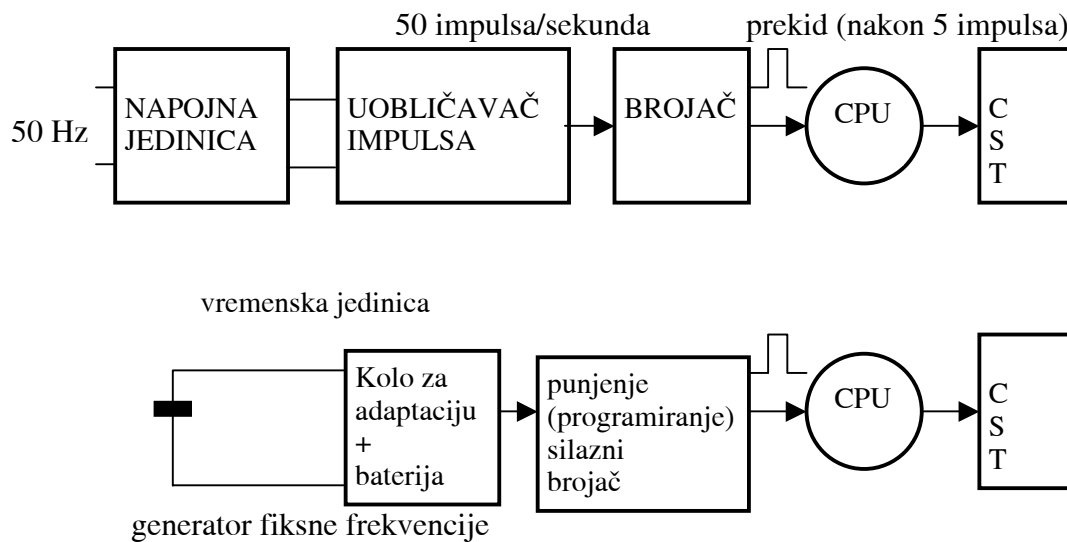 50 impulsa/sekunda
prekid (nakon 5 impulsa)
50 Hz
NAPOJNA
JEDINICA
UOBLIČAVAČ
IMPULSA
BROJAČ
CPU
C
S
T
vremenska jedinica
Kolo za
adaptaciju
+
baterija
punjenje
(programiranje)
silazni
brojač
CPU
C
S
T
generator fiksne frekvencije